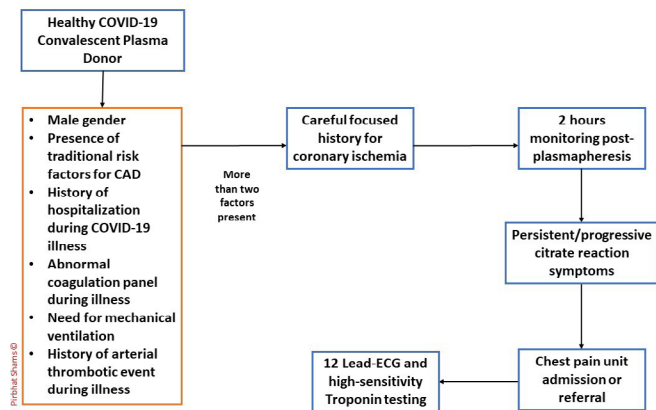 Healthy COVID-19
Convalescent Plasma
Donor
• Male gender
• Presence of
traditional risk
factors for CAD
• History of
hospitalization
during COVID-19
illness
• Abnormal
coagulation panel
during illness
• Need for mechanical
ventilation
• History of arterial
thrombotic event
during illness
More
than two
factors
present
Careful focused
history for
coronary ischemia
2 hours
monitoring post-
plasmapheresis
Persistent/progressive
citrate reaction
symptoms
Chest pain unit
admission or
referral
12 Lead-ECG and
high-sensitivity
Troponin testing
Pirbhat Shams ©